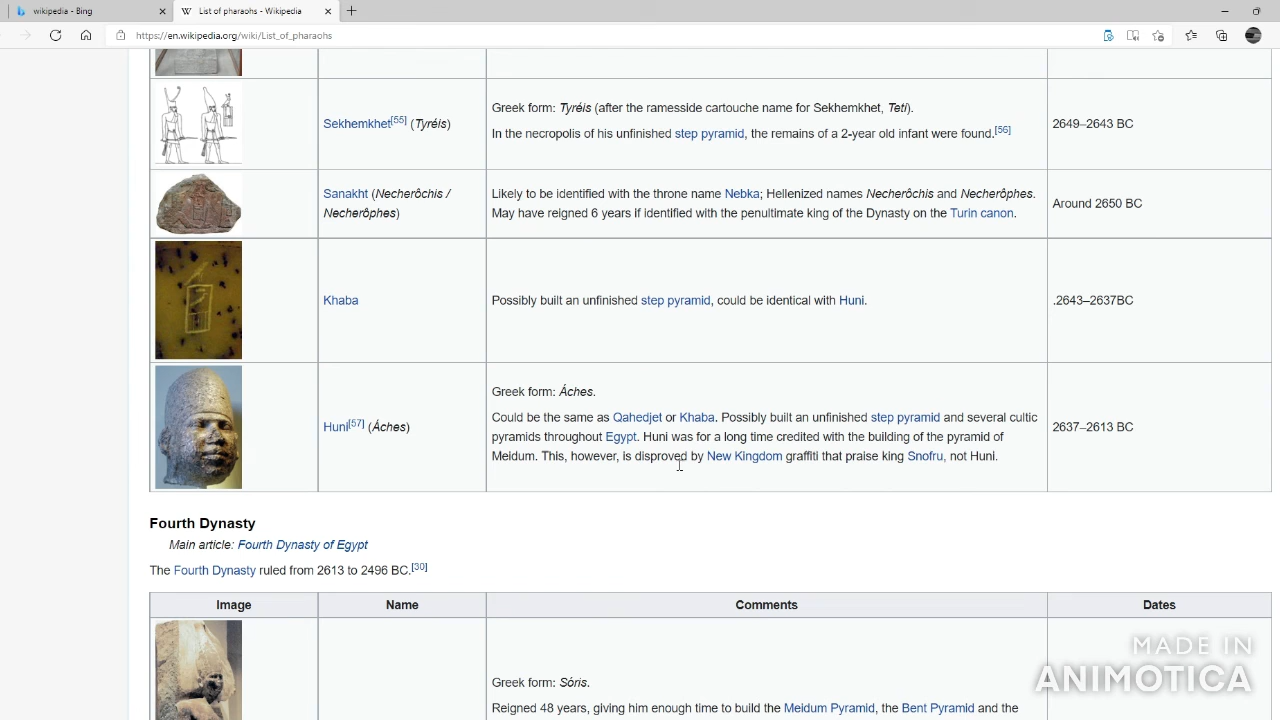 wikipedia - Bing
List of pharaohs - Wikipedia
https://en.wikipedia.org/wiki/List_of_pharaohs
Sekhemkhet[55] (Tyréis)
Greek form: Tyréis (after the ramesside cartouche name for Sekhemkhet, Teti).
In the necropolis of his unfinished step pyramid, the remains of a 2-year old infant were found.[56]
2649–2643 BC
Sanakht (Necherôchis /
Necherôphes)
Likely to be identified with the throne name Nebka; Hellenized names Necherôchis and Necherôphes.
May have reigned 6 years if identified with the penultimate king of the Dynasty on the Turin canon.
Around 2650 BC
Khaba
Possibly built an unfinished step pyramid, could be identical with Huni.
.2643–2637BC
Huni[57] (Áches)
Greek form: Áches.
Could be the same as Qahedjet or Khaba. Possibly built an unfinished step pyramid and several cultic
pyramids throughout Egypt. Huni was for a long time credited with the building of the pyramid of
Meidum. This, however, is disproved by New Kingdom graffiti that praise king Snofru, not Huni.
2637–2613 BC
Fourth Dynasty
Main article: Fourth Dynasty of Egypt
The Fourth Dynasty ruled from 2613 to 2496 BC.[30]
Image Name Comments Dates
Greek form: Sóris.
Reigned 48 years, giving him enough time to build the Meidum Pyramid, the Bent Pyramid and the
MADE IN
ANIMOTICA